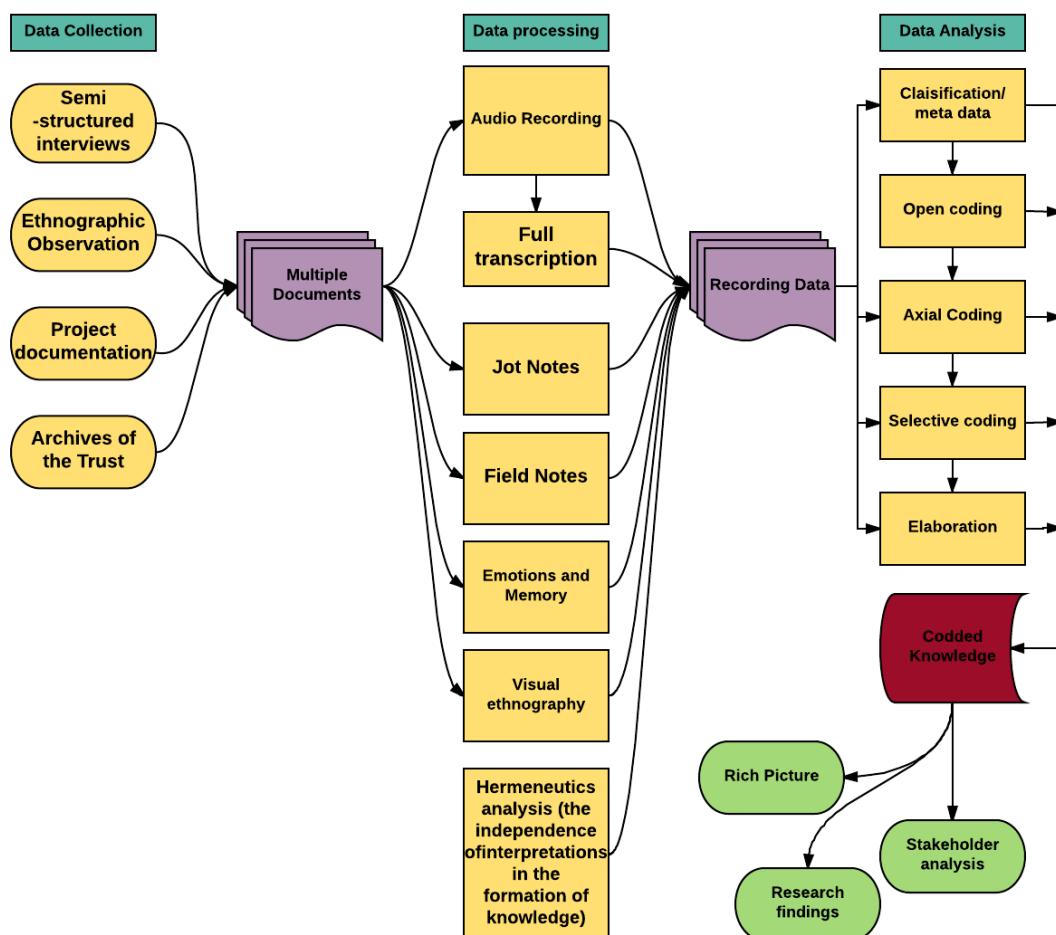 Data Collection
Semi
-structured
interviews
Ethnographic
Observation
Project
documentation
Archives of
the Trust
Multiple
Documents
Data processing
Audio Recording
Full
transcription
Jot Notes
Field Notes
Emotions and
Memory
Visual
ethnography
Hermeneutics
analysis (the
independence
ofinterpretations
in the
formation of
knowledge)
Recording Data
Data Analysis
Claisification/
meta data
Open coding
Axial Coding
Selective coding
Elaboration
Codded
Knowledge
Rich Picture
Stakeholder
analysis
Research
findings